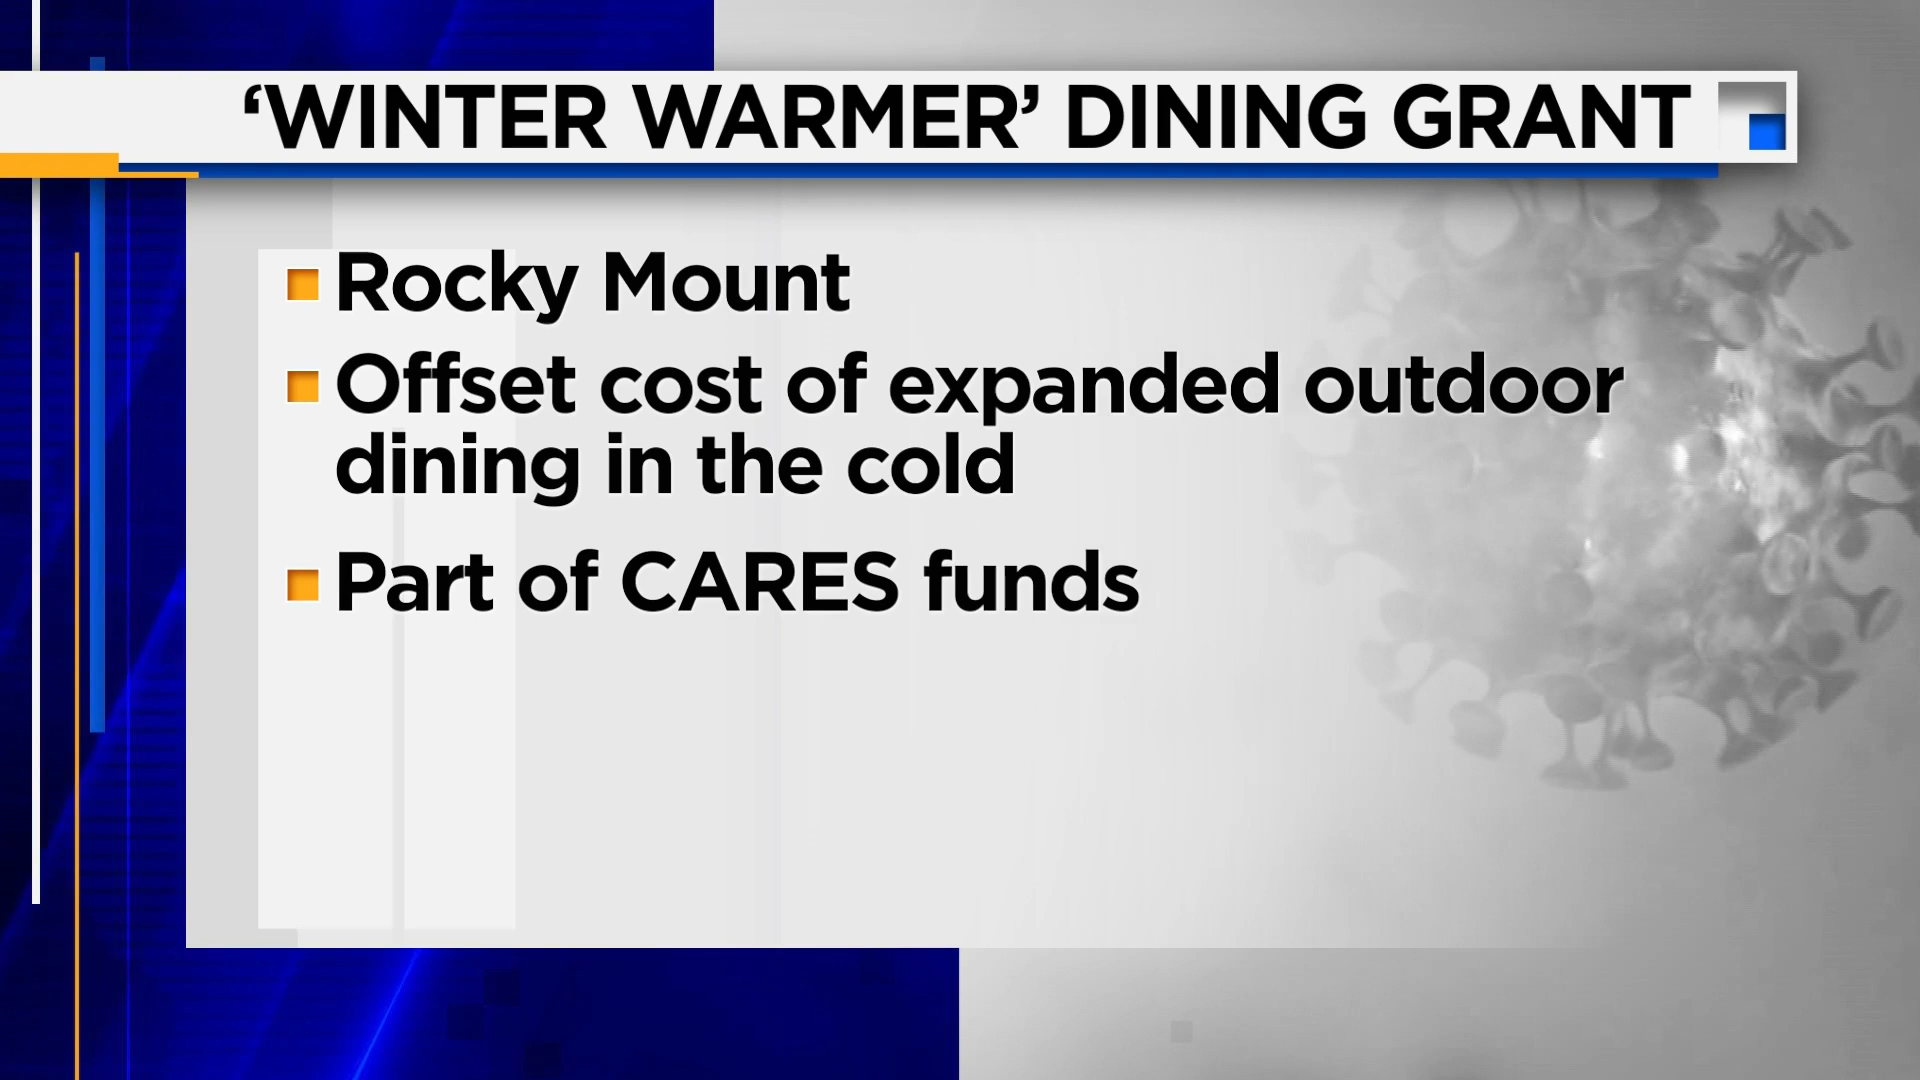 ‘WINTER WARMER’ DINING GRANT
Rocky Mount
Offset cost of expanded outdoor
dining in the cold
Part of CARES funds